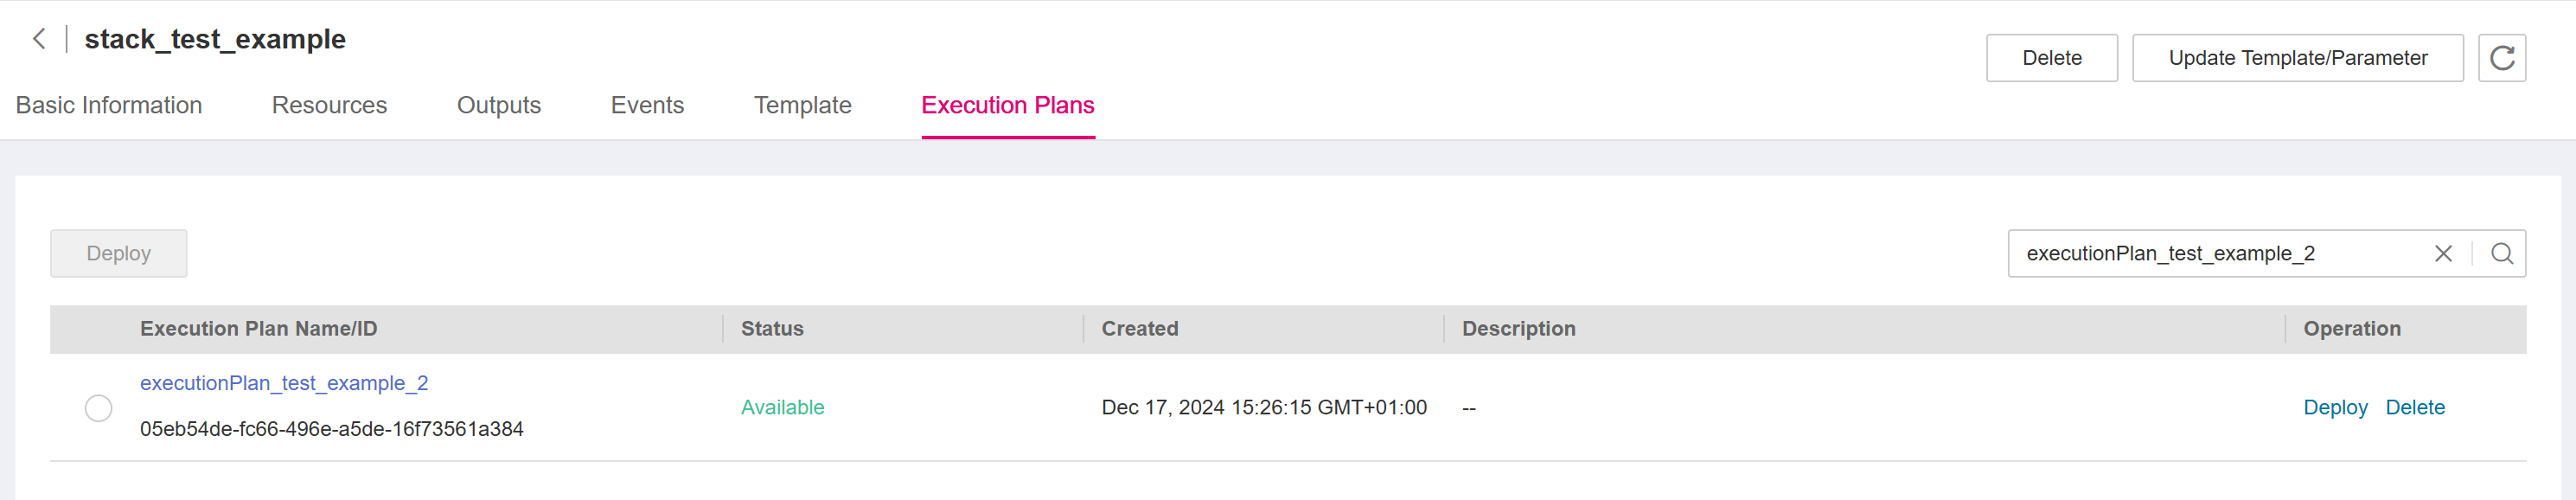 stack_test_example
Delete
Update Template/Parameter
Basic Information
Resources
Outputs
Events
Template
Execution Plans
Deploy
executionPlan_test_example_2
Execution Plan Name/ID
Status
Created
Description
Operation
executionPlan_test_example_2
05eb54de-fc66-496e-a5de-16f73561a384
Available
Dec 17, 2024 15:26:15 GMT+01:00
--
Deploy
Delete